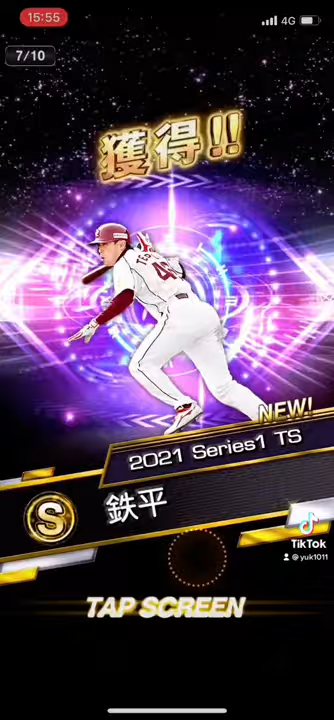 15:55
4G
7/10
獲得!!
NEW!
2021 Series1 TS
S
鉄平
TikTok
@yuk1011
TAP SCREEN